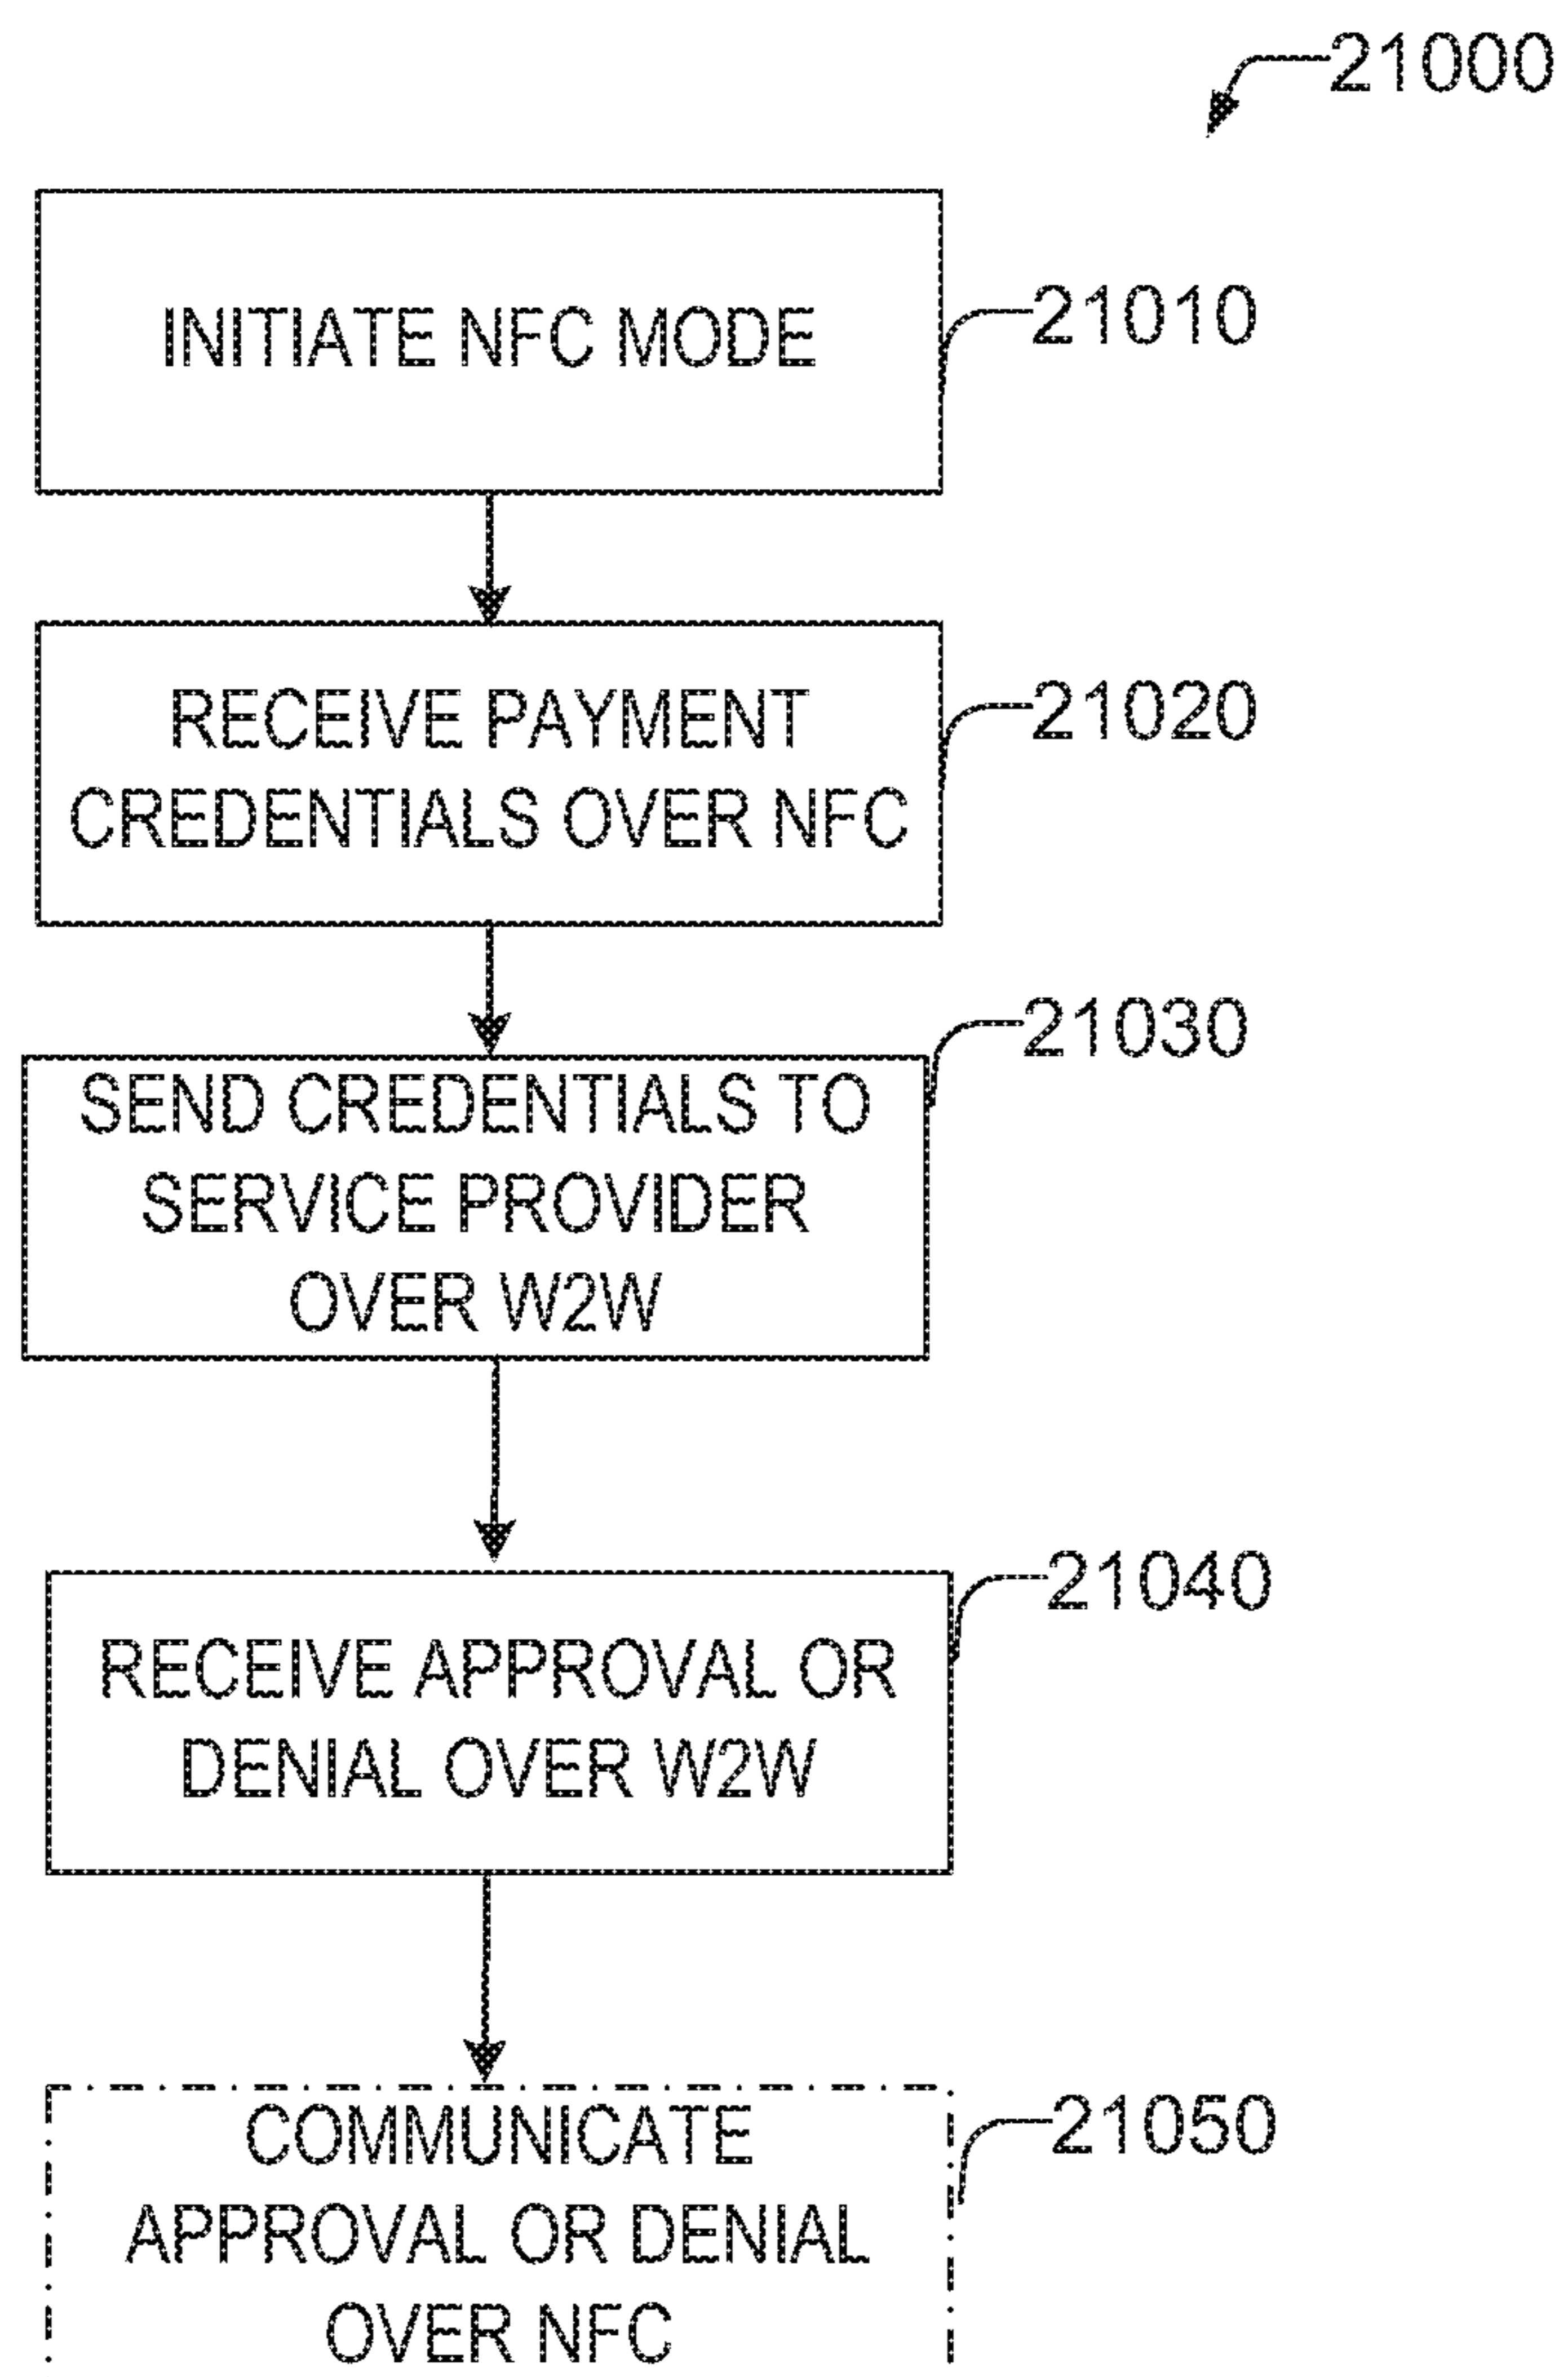 21000
INITIATE NFC MODE
21010
RECEIVE PAYMENT
CREDENTIALS OVER NFC
21020
SEND CREDENTIALS TO
SERVICE PROVIDER
OVER W2W
21030
RECEIVE APPROVAL OR
DENIAL OVER W2W
21040
COMMUNICATE
APPROVAL OR DENIAL
OVER NFC
21050